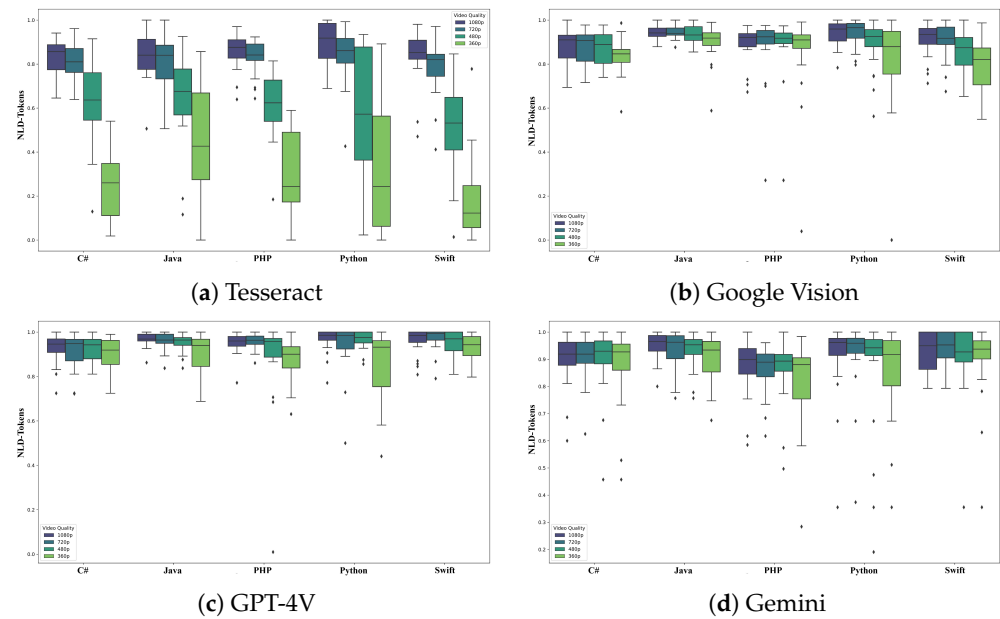 Video Quality
1080p
720p
480p
360p
NLD-Tokens
1.0
0.8
0.6
0.4
0.2
0.0
C# Java PHP Python Swift
(a) Tesseract
NLD-Tokens
1.0
0.8
0.6
0.4
0.2
0.0
Video Quality
1080p
720p
480p
360p
C# Java PHP Python Swift
(b) Google Vision
NLD-Tokens
1.0
0.8
0.6
0.4
0.2
0.0
Video Quality
1080p
720p
480p
360p
C# Java PHP Python Swift
(c) GPT-4V
NLD-Tokens
1.0
0.9
0.8
0.7
0.6
0.5
0.4
0.3
0.2
Video Quality
1080p
720p
480p
360p
C# Java PHP Python Swift
(d) Gemini